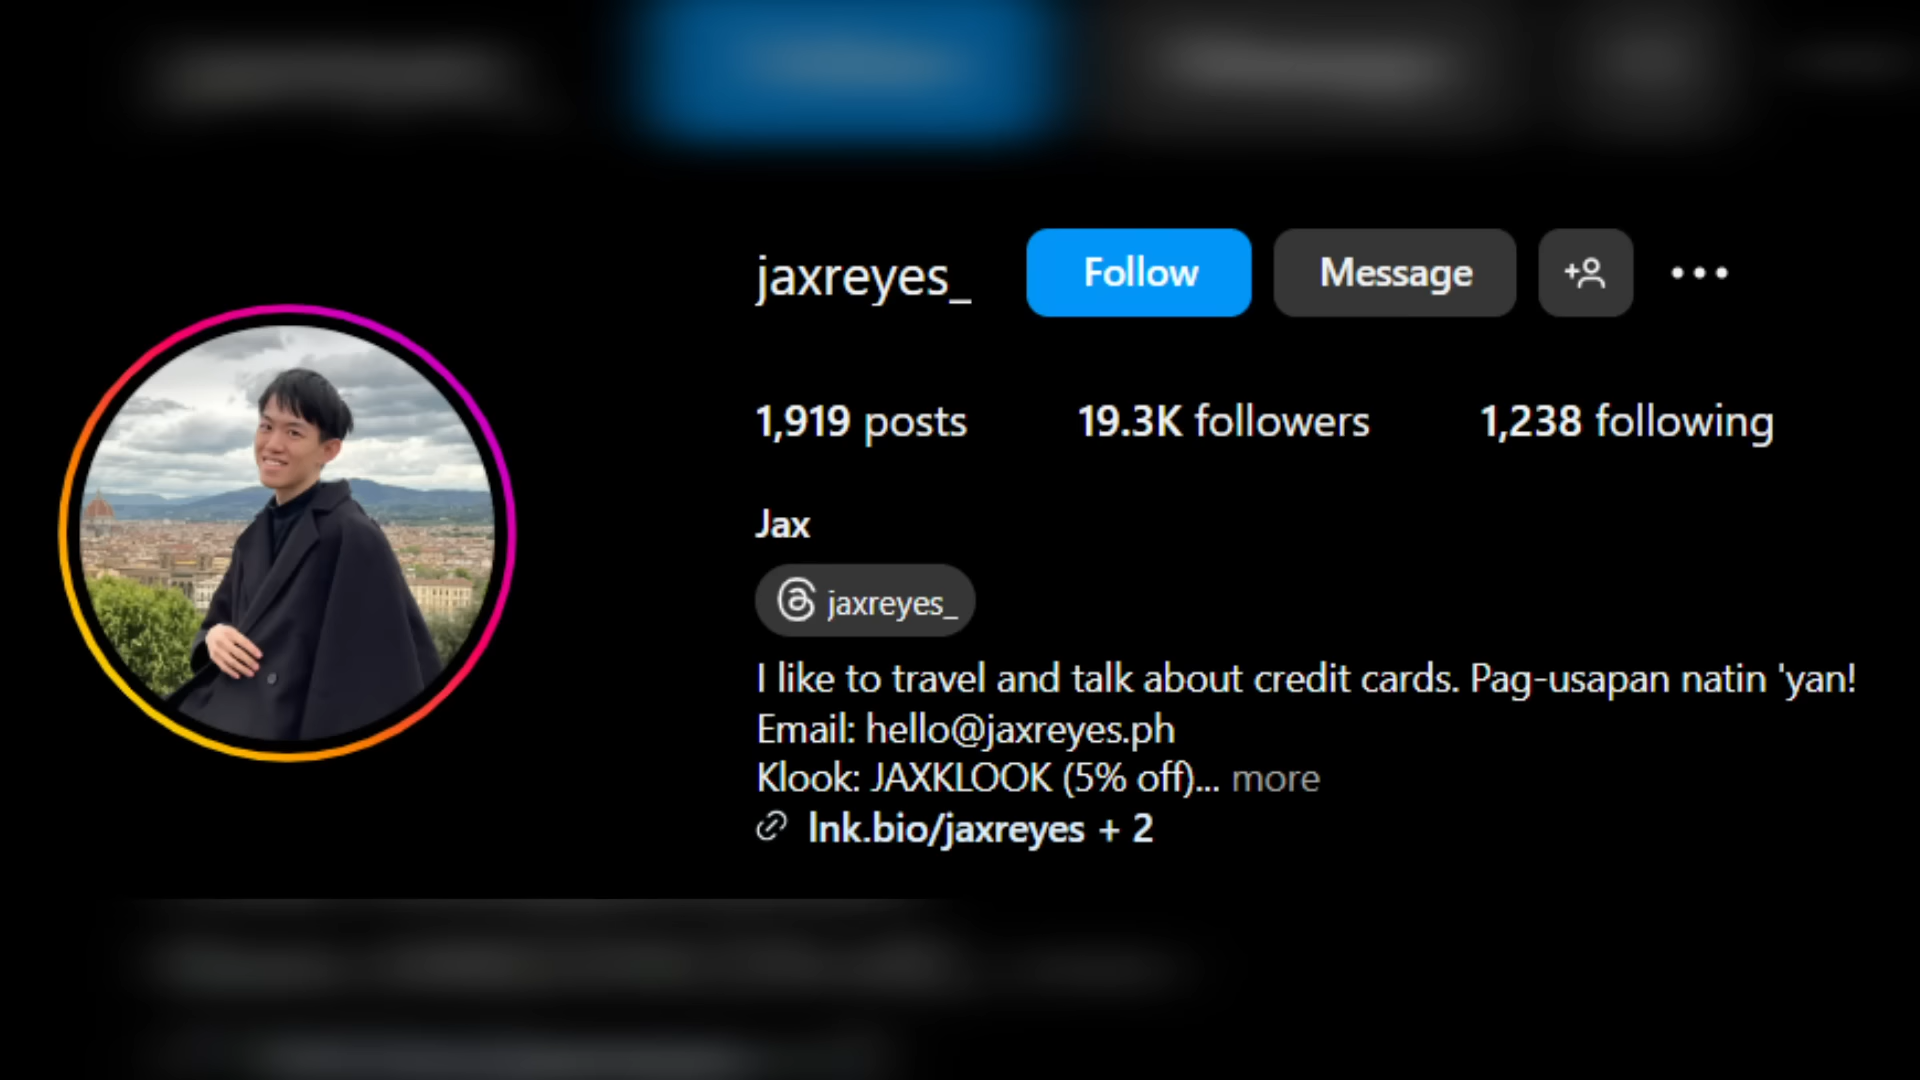 jaxreyes_ Follow Message
1,919 posts 19.3K followers 1,238 following
Jax
jaxreyes_
I like to travel and talk about credit cards. Pag-usapan natin 'yan!
Email: hello@jaxreyes.ph
Klook: JAXKLOOK (5% off)... more
lnk.bio/jaxreyes + 2